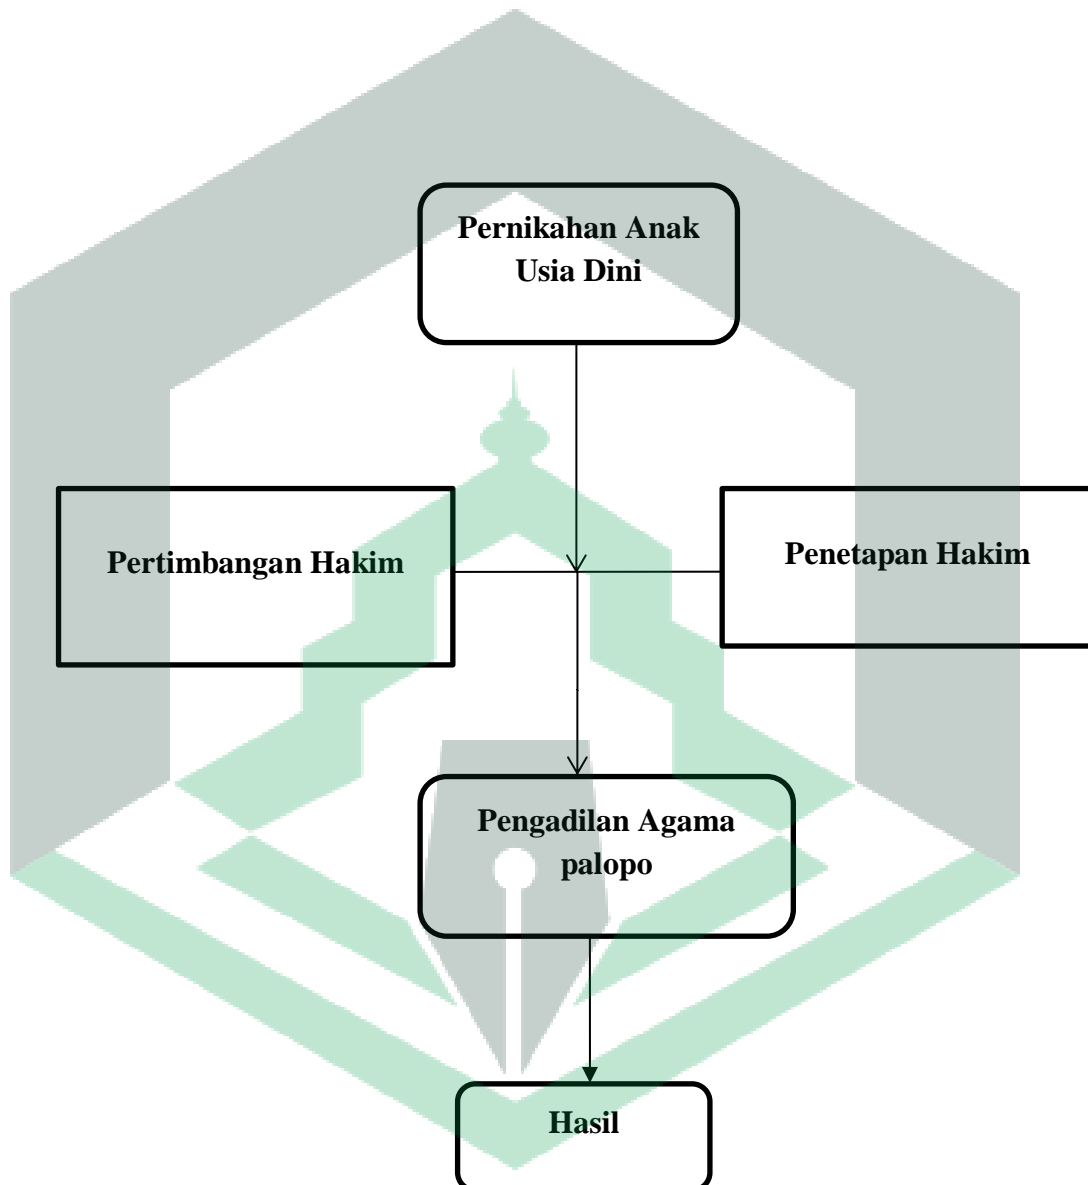 Pernikahan Anak
Usia Dini
Pertimbangan Hakim
Penetapan Hakim
Pengadilan Agama
palopo
Hasil